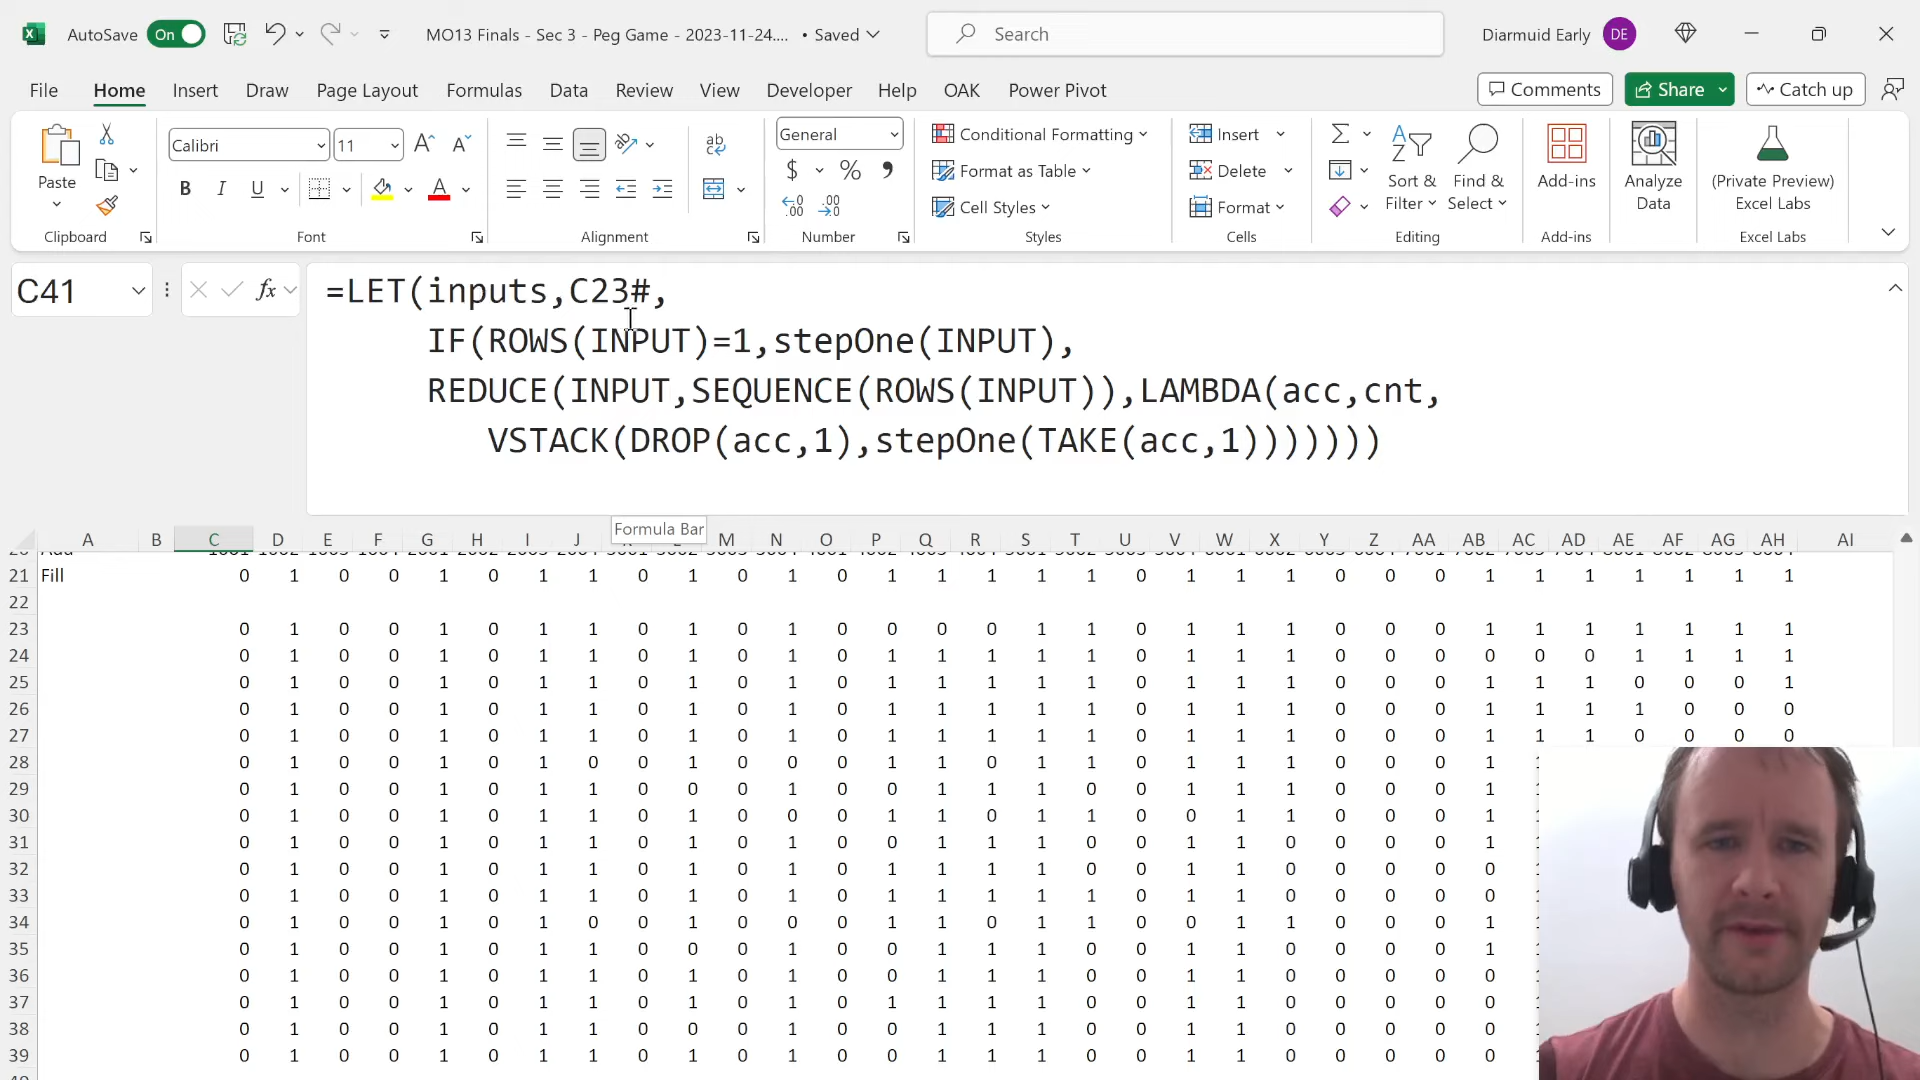 AutoSave On MO13 Finals - Sec 3 - Peg Game - 2023-11-24.... • Saved Search Diarmuid Early DE
File Home Insert Draw Page Layout Formulas Data Review View Developer Help OAK Power Pivot Comments Share Catch up
Calibri 11 General Conditional Formatting Insert
Paste $ % Format as Table Delete Sort & Filter Find & Select Add-ins Analyze Data (Private Preview) Excel Labs
B I U Cell Styles Format
Clipboard Font Alignment Number Styles Cells Editing Add-ins Excel Labs
C41 fx =LET(inputs,C23#,
IF(ROWS(INPUT)=1,stepOne(INPUT),
REDUCE(INPUT,SEQUENCE(ROWS(INPUT)),LAMBDA(acc,cnt,
VSTACK(DROP(acc,1),stepOne(TAKE(acc,1)))))))
Formula Bar
A B C D E F G H I J M N O P Q R S T U V W X Y Z AA AB AC AD AE AF AG AH AI
21 Fill 0 1 0 0 1 0 1 1 0 1 0 1 0 1 1 1 1 1 0 1 1 1 0 0 0 1 1 1 1 1 1 1
22
23 0 1 0 0 1 0 1 1 0 1 0 1 0 0 0 0 1 1 0 1 1 1 0 0 0 1 1 1 1 1 1 1
24 0 1 0 0 1 0 1 1 0 1 0 1 0 1 1 1 1 1 0 1 1 1 0 0 0 0 0 0 1 1 1 1
25 0 1 0 0 1 0 1 1 0 1 0 1 0 1 1 1 1 1 0 1 1 1 0 0 0 1 1 1 0 0 0 1
26 0 1 0 0 1 0 1 1 0 1 0 1 0 1 1 1 1 1 0 1 1 1 0 0 0 1 1 1 1 0 0 0
27 0 1 0 0 1 0 1 1 0 1 0 1 0 1 1 1 1 1 0 1 1 1 0 0 0 1 1 1 0 0 0 0
28 0 1 0 0 1 0 1 0 0 1 0 0 0 1 1 0 1 1 0 1 1 1 0 0 0 1 1
29 0 1 0 0 1 0 1 1 0 0 0 1 0 0 1 1 1 0 0 1 1 1 0 0 0 1 1
30 0 1 0 0 1 0 1 1 0 1 0 0 0 1 1 0 1 1 0 0 1 1 0 0 0 1 1
31 0 1 0 0 1 0 1 1 0 1 0 1 0 0 1 1 1 0 0 1 1 0 0 0 0 1 1
32 0 1 0 0 1 0 1 1 0 1 0 1 0 1 1 1 1 0 0 1 1 0 0 0 0 0 1
33 0 1 0 0 1 0 1 1 0 1 0 1 0 1 1 1 1 1 0 1 1 0 0 0 0 0 1
34 0 1 0 0 1 0 1 0 0 1 0 0 0 1 1 0 1 1 0 0 1 1 0 0 0 1 1
35 0 1 0 0 1 0 1 1 0 0 0 1 0 0 1 1 1 0 0 1 1 0 0 0 0 1 1
36 0 1 0 0 1 0 1 1 0 1 0 1 0 0 1 1 1 0 0 1 1 0 0 0 0 0 1
37 0 1 0 0 1 0 1 1 0 1 0 1 0 1 1 1 1 0 0 1 1 0 0 0 0 0 1
38 0 1 0 0 1 0 1 1 0 0 0 1 0 0 1 1 1 0 0 1 1 0 0 0 0 0 1
39 0 1 0 0 1 0 1 1 0 1 0 1 0 0 1 1 1 0 0 1 1 0 0 0 0 0 1